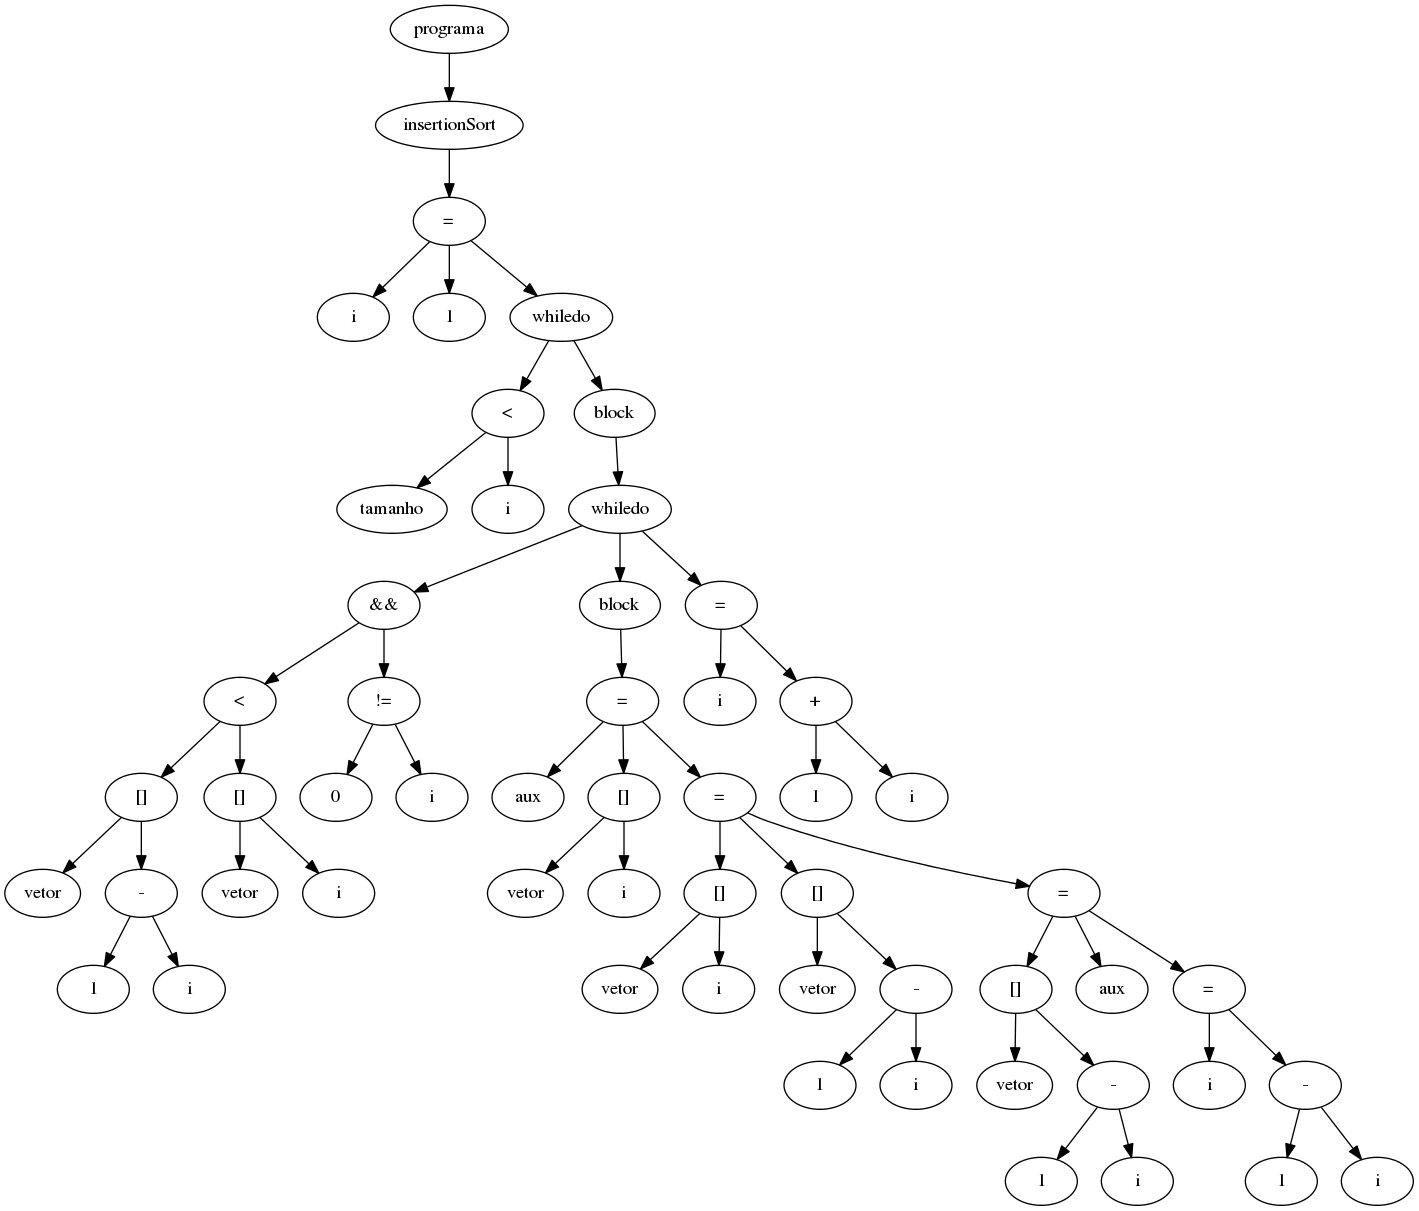 programa
insertionSort
=
i 1 whiledo
< block
tamanho i whiledo
&& block =
< != = i +
[] [] 0 i aux [] = 1 i
vetor - vetor i vetor i [] [] =
1 i vetor i vetor - [] aux =
1 i vetor - i -
1 i 1 i